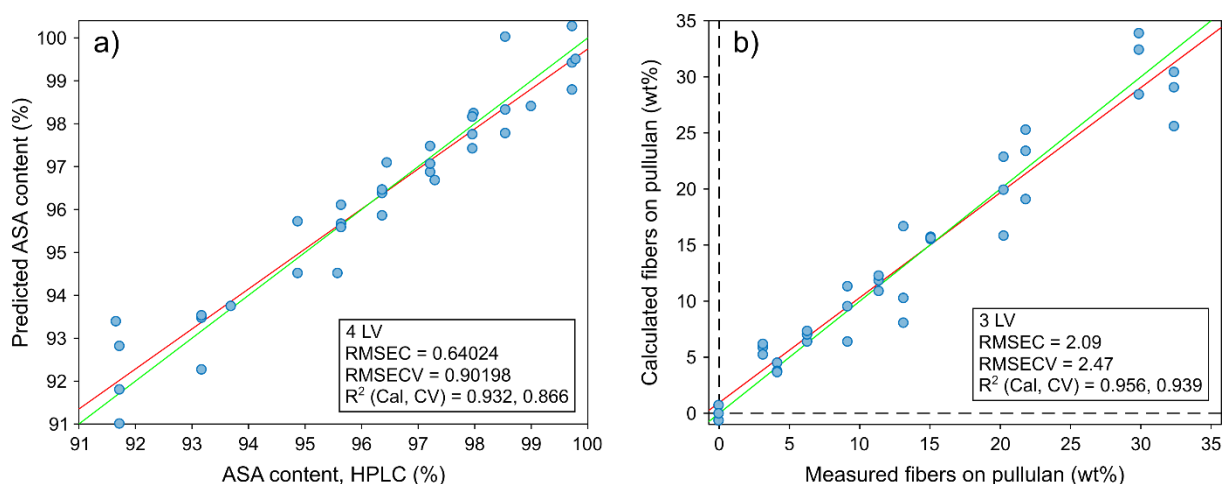 a)
Predicted ASA content (%)
100
99
98
97
96
95
94
93
92
91
4 LV
RMSEC = 0.64024
RMSECV = 0.90198
R² (Cal, CV) = 0.932, 0.866
91 92 93 94 95 96 97 98 99 100
ASA content, HPLC (%)
b)
Calculated fibers on pullulan (wt%)
35
30
25
20
15
10
5
0
3 LV
RMSEC = 2.09
RMSECV = 2.47
R² (Cal, CV) = 0.956, 0.939
0 5 10 15 20 25 30 35
Measured fibers on pullulan (wt%)